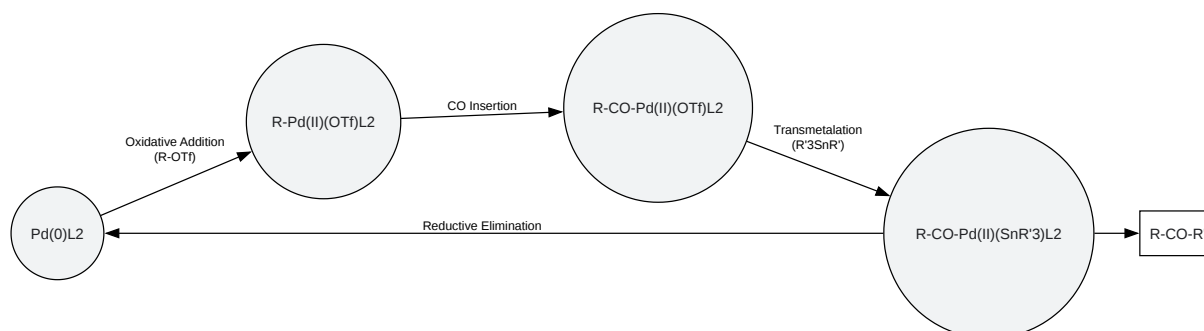 R-Pd(II)(OTf)L2
CO Insertion
R-CO-Pd(II)(OTf)L2
Oxidative Addition
(R-OTf)
Transmetalation
(R'3SnR')
Pd(0)L2
Reductive Elimination
R-CO-Pd(II)(SnR'3)L2
R-CO-R